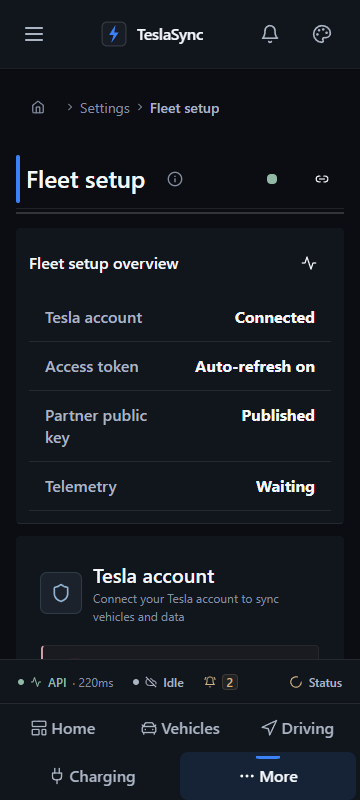 TeslaSync
Settings Fleet setup
Fleet setup
Fleet setup overview
Tesla account Connected
Access token Auto-refresh on
Partner public Published
key
Telemetry Waiting
Tesla account
Connect your Tesla account to sync
vehicles and data
API · 220ms Idle 2 Status
Home Vehicles Driving
Charging More